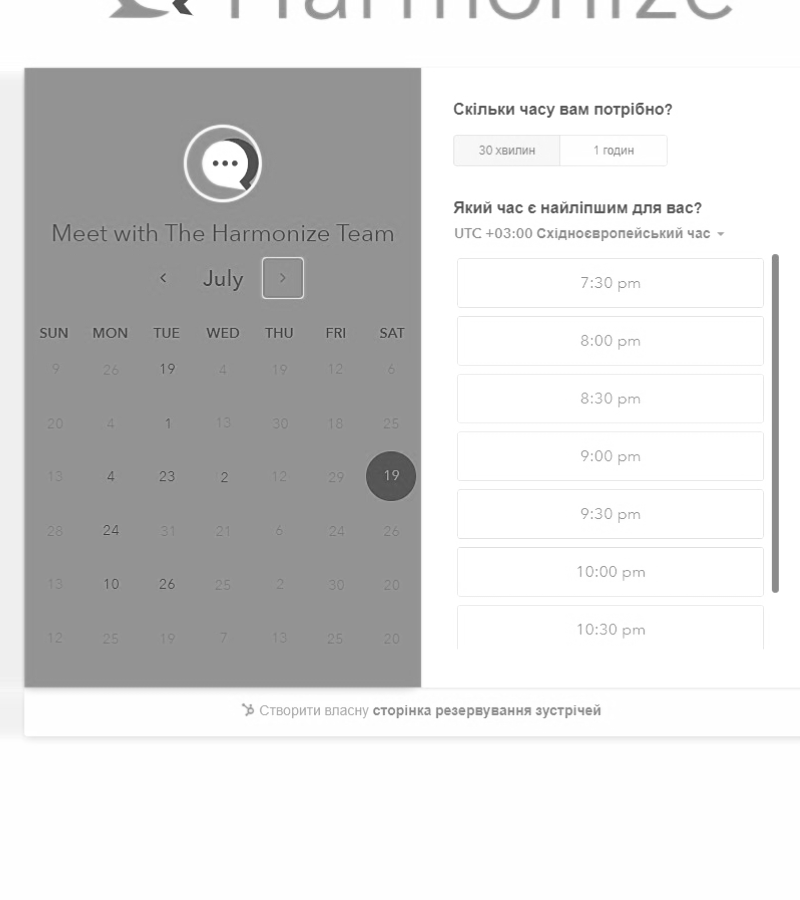 Harmonize
Meet with The Harmonize Team
July
SUN MON TUE WED THU FRI SAT
9 26 19 4 19 12 6
20 4 1 13 30 18 25
13 4 23 2 12 29 19
28 24 31 21 6 24 26
13 10 26 25 2 30 20
12 25 19 7 13 25 20
Скільки часу вам потрібно?
30 хвилин 1 годин
Який час є найліпшим для вас?
UTC +03:00 Східноєвропейський час
7:30 pm
8:00 pm
8:30 pm
9:00 pm
9:30 pm
10:00 pm
10:30 pm
Створити власну сторінка резервування зустрічей